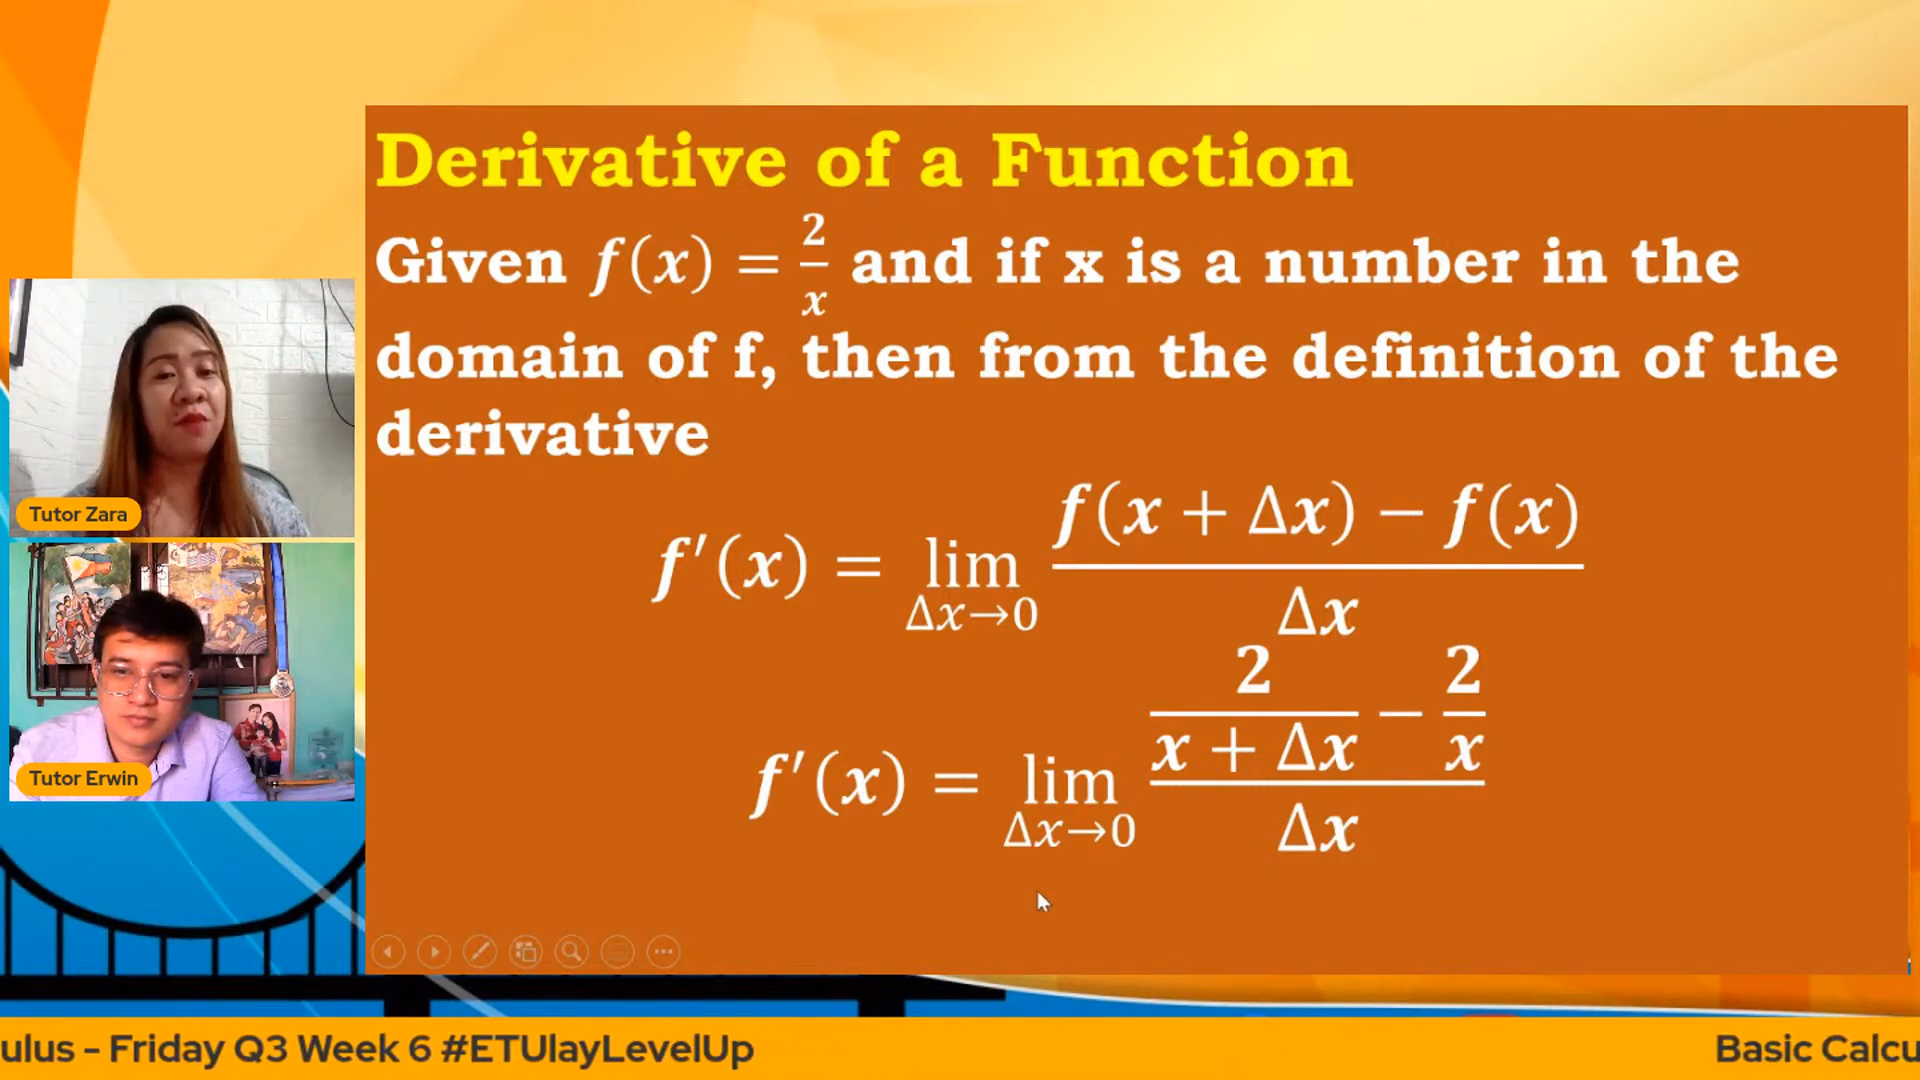 Derivative of a Function
Given f(x) = 2/x and if x is a number in the
domain of f, then from the definition of the
derivative
f′(x) = lim Δx→0 (f(x + Δx) − f(x))/Δx
f′(x) = lim Δx→0 (2/(x + Δx) − 2/x)/Δx
Tutor Zara
Tutor Erwin
ulus - Friday Q3 Week 6 #ETUlayLevelUp
Basic Calcu